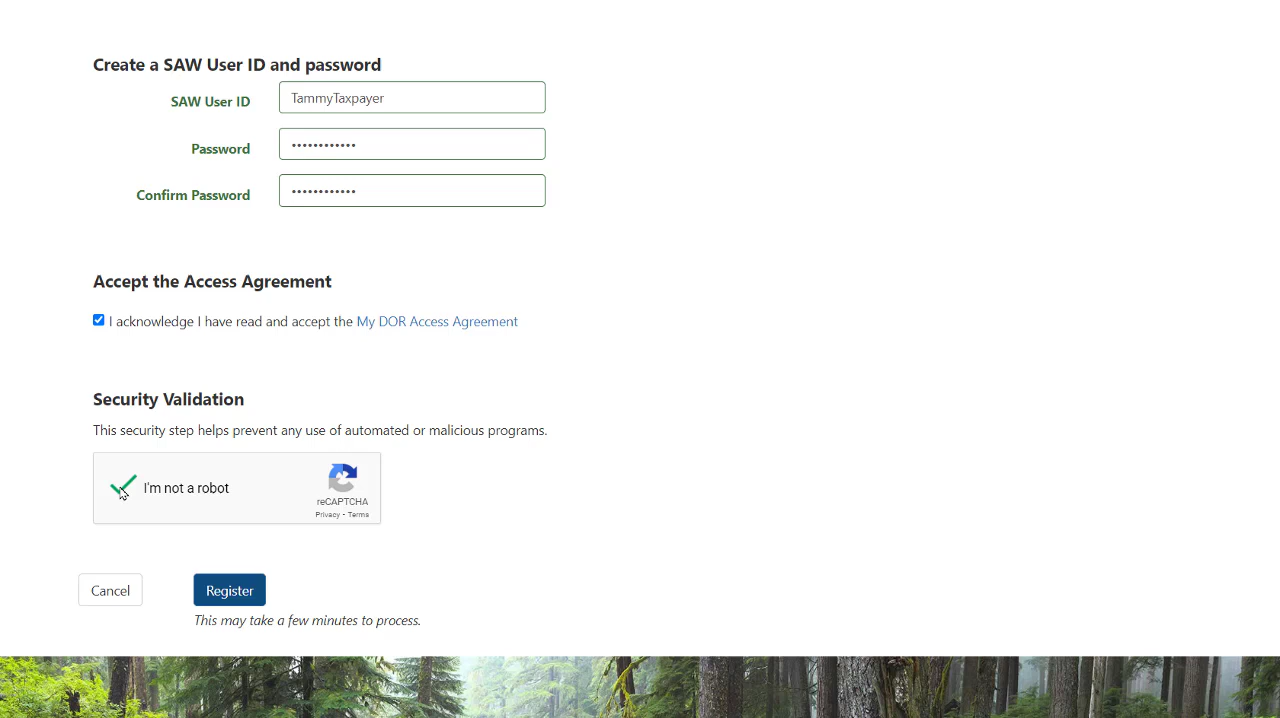 Create a SAW User ID and password
SAW User ID
TammyTaxpayer
Password
••••••••••••
Confirm Password
••••••••••••
Accept the Access Agreement
I acknowledge I have read and accept the My DOR Access Agreement
Security Validation
This security step helps prevent any use of automated or malicious programs.
I'm not a robot
reCAPTCHA
Privacy - Terms
Cancel
Register
This may take a few minutes to process.